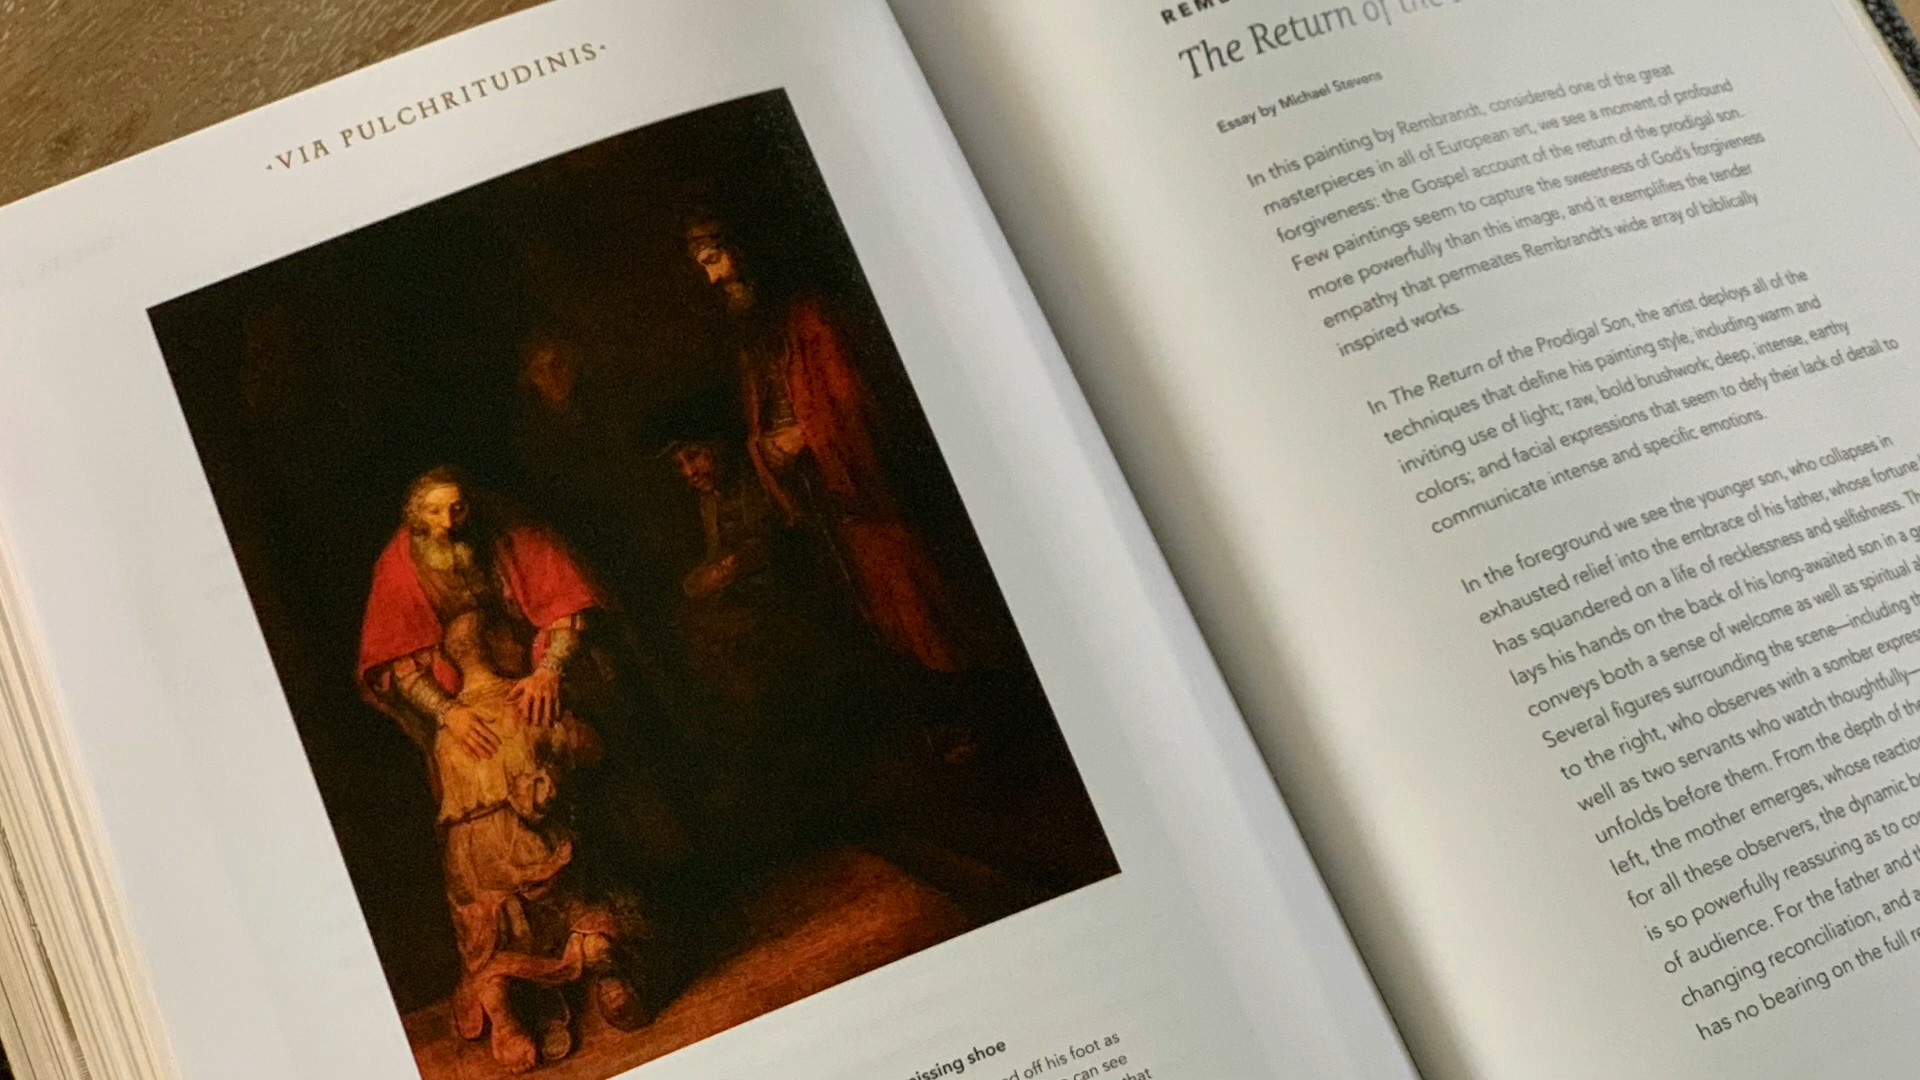 ·VIA PULCHRITUDINIS·
missing shoe
off his foot as
can see
that
The Return of the
Essay by Michael Stevens
In this painting by Rembrandt, considered one of the great
masterpieces in all of European art, we see a moment of profound
forgiveness: the Gospel account of the return of the prodigal son.
Few paintings seem to capture the sweetness of God's forgiveness
more powerfully than this image, and it exemplifies the tender
empathy that permeates Rembrandt's wide array of biblically
inspired works.
In The Return of the Prodigal Son, the artist deploys all of the
techniques that define his painting style, including warm and
inviting use of light; raw, bold brushwork; deep, intense, earthy
colors; and facial expressions that seem to defy their lack of detail to
communicate intense and specific emotions.
In the foreground we see the younger son, who collapses in
exhausted relief into the embrace of his father, whose fortune
has squandered on a life of recklessness and selfishness.
lays his hands on the back of his long-awaited son in a
conveys both a sense of welcome as well as spiritual
Several figures surrounding the scene—including
to the right, who observes with a somber
well as two servants who watch thoughtfully—
unfolds before them. From the depth of the
left, the mother emerges, whose
for all these observers, the dynamic
is so powerfully reassuring as to
of audience. For the father and
changing reconciliation, and
has no bearing on the full